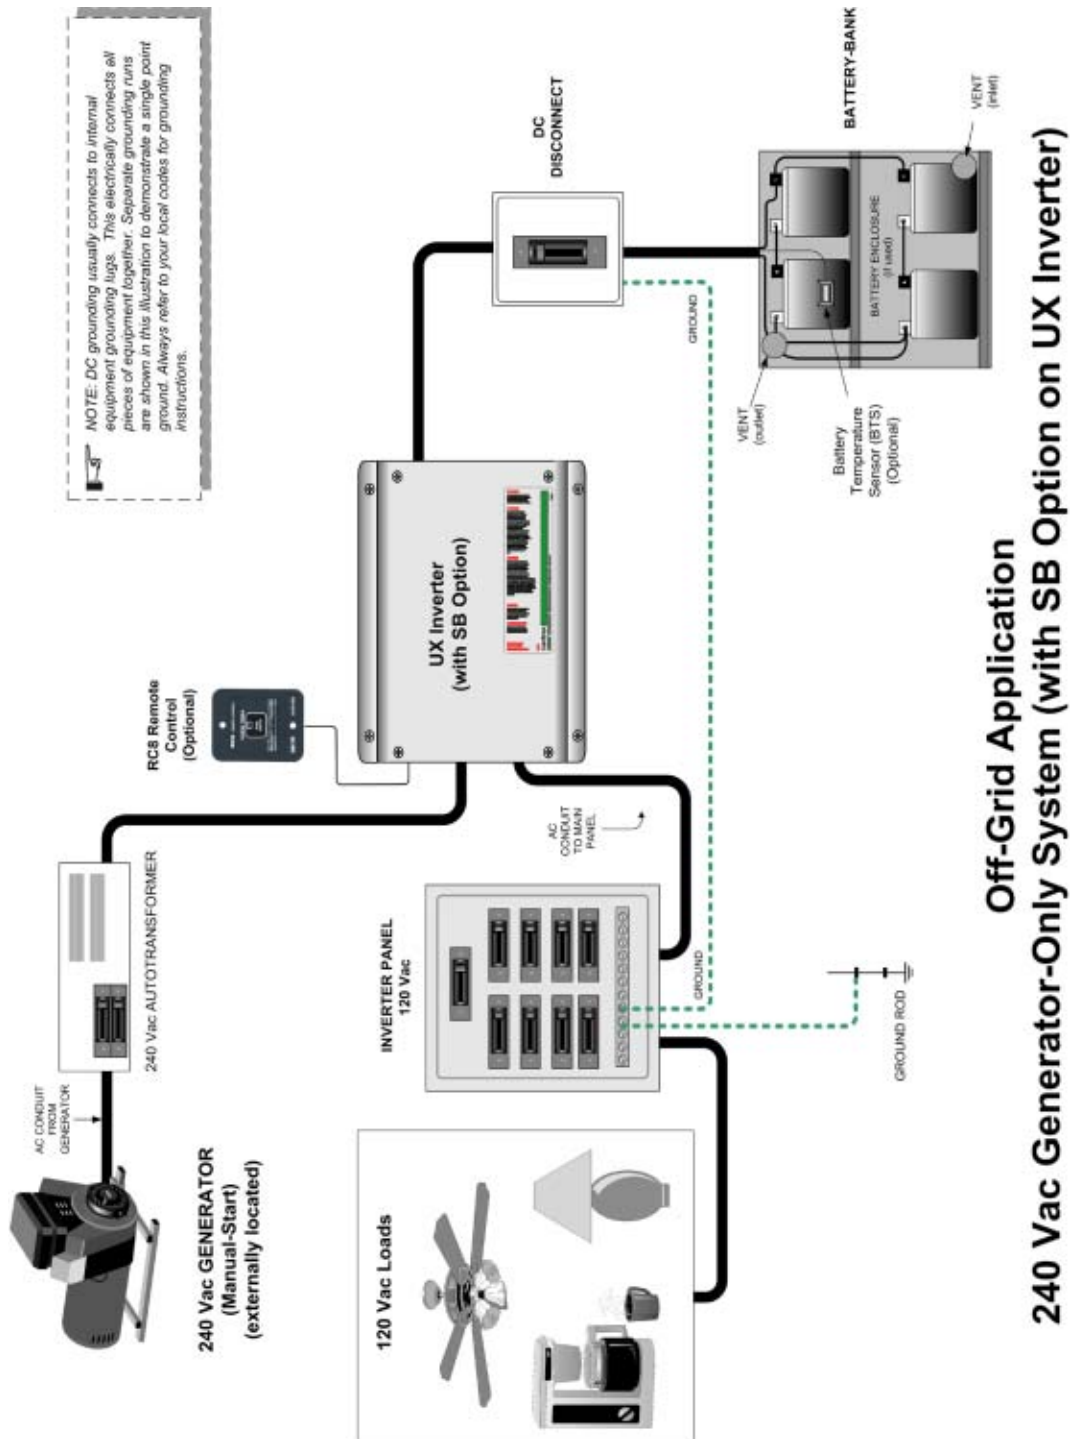 NOTE: DC grounding usually connects to internal
equipment grounding lugs. This electrically connects all
pieces of equipment together. Separate grounding runs
are shown in this illustration to demonstrate a single point
ground. Always refer to your local codes for grounding
instructions.
AC CONDUIT
FROM
GENERATOR
240 Vac AUTOTRANSFORMER
240 Vac GENERATOR
(Manual-Start)
(externally located)
RC8 Remote
Control
(Optional)
UX Inverter
(with SB Option)
DC
DISCONNECT
120 Vac Loads
INVERTER PANEL
120 Vac
AC
CONDUIT
TO MAIN
PANEL
GROUND
GROUND
GROUND ROD
BATTERY-BANK
VENT
(inlet)
BATTERY ENCLOSURE
(if used)
VENT
(outlet)
Battery
Temperature
Sensor (BTS)
(Optional)
Off-Grid Application
240 Vac Generator-Only System (with SB Option on UX Inverter)